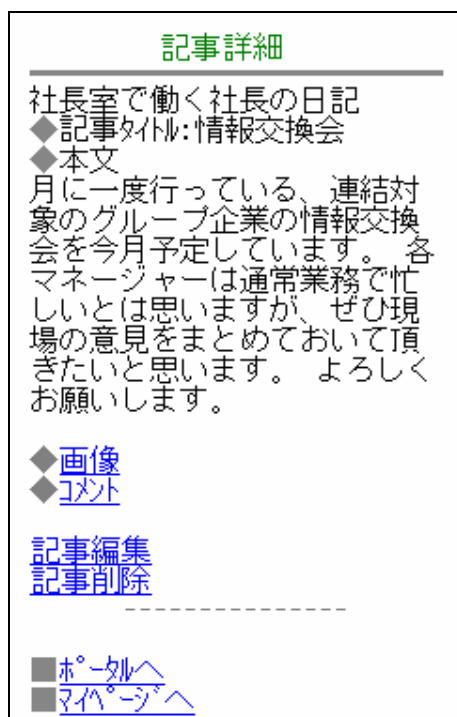 記事詳細
社長室で働く社長の日記
◆記事ﾀｲﾄﾙ:情報交換会
◆本文
月に一度行っている、連結対
象のグループ企業の情報交換
会を今月予定しています。 各
マネージャーは通常業務で忙
しいとは思いますが、ぜひ現
場の意見をまとめておいて頂
きたいと思います。 よろしく
お願いします。
◆画像
◆ｺﾒﾝﾄ
記事編集
記事削除
---------------
■ﾎﾟｰﾀﾙへ
■ﾏｲﾍﾟｰｼﾞへ